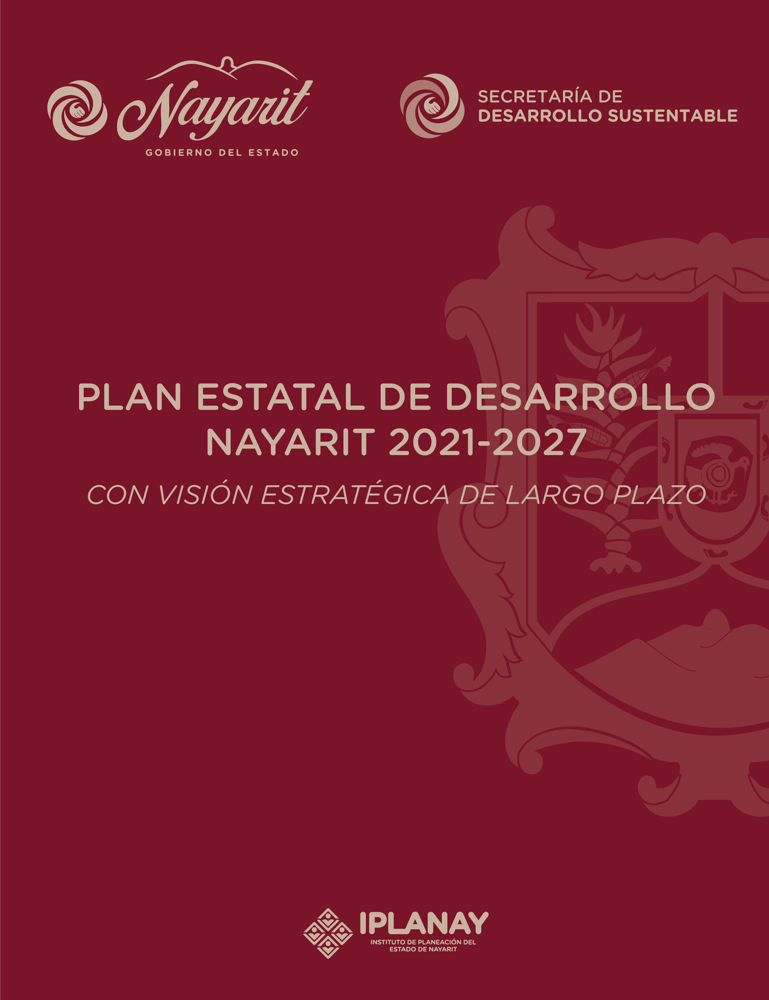 Nayarit
GOBIERNO DEL ESTADO
SECRETARÍA DE
DESARROLLO SUSTENTABLE
PLAN ESTATAL DE DESARROLLO
NAYARIT 2021-2027
CON VISIÓN ESTRATÉGICA DE LARGO PLAZO
IPLANAY
INSTITUTO DE PLANEACIÓN DEL
ESTADO DE NAYARIT